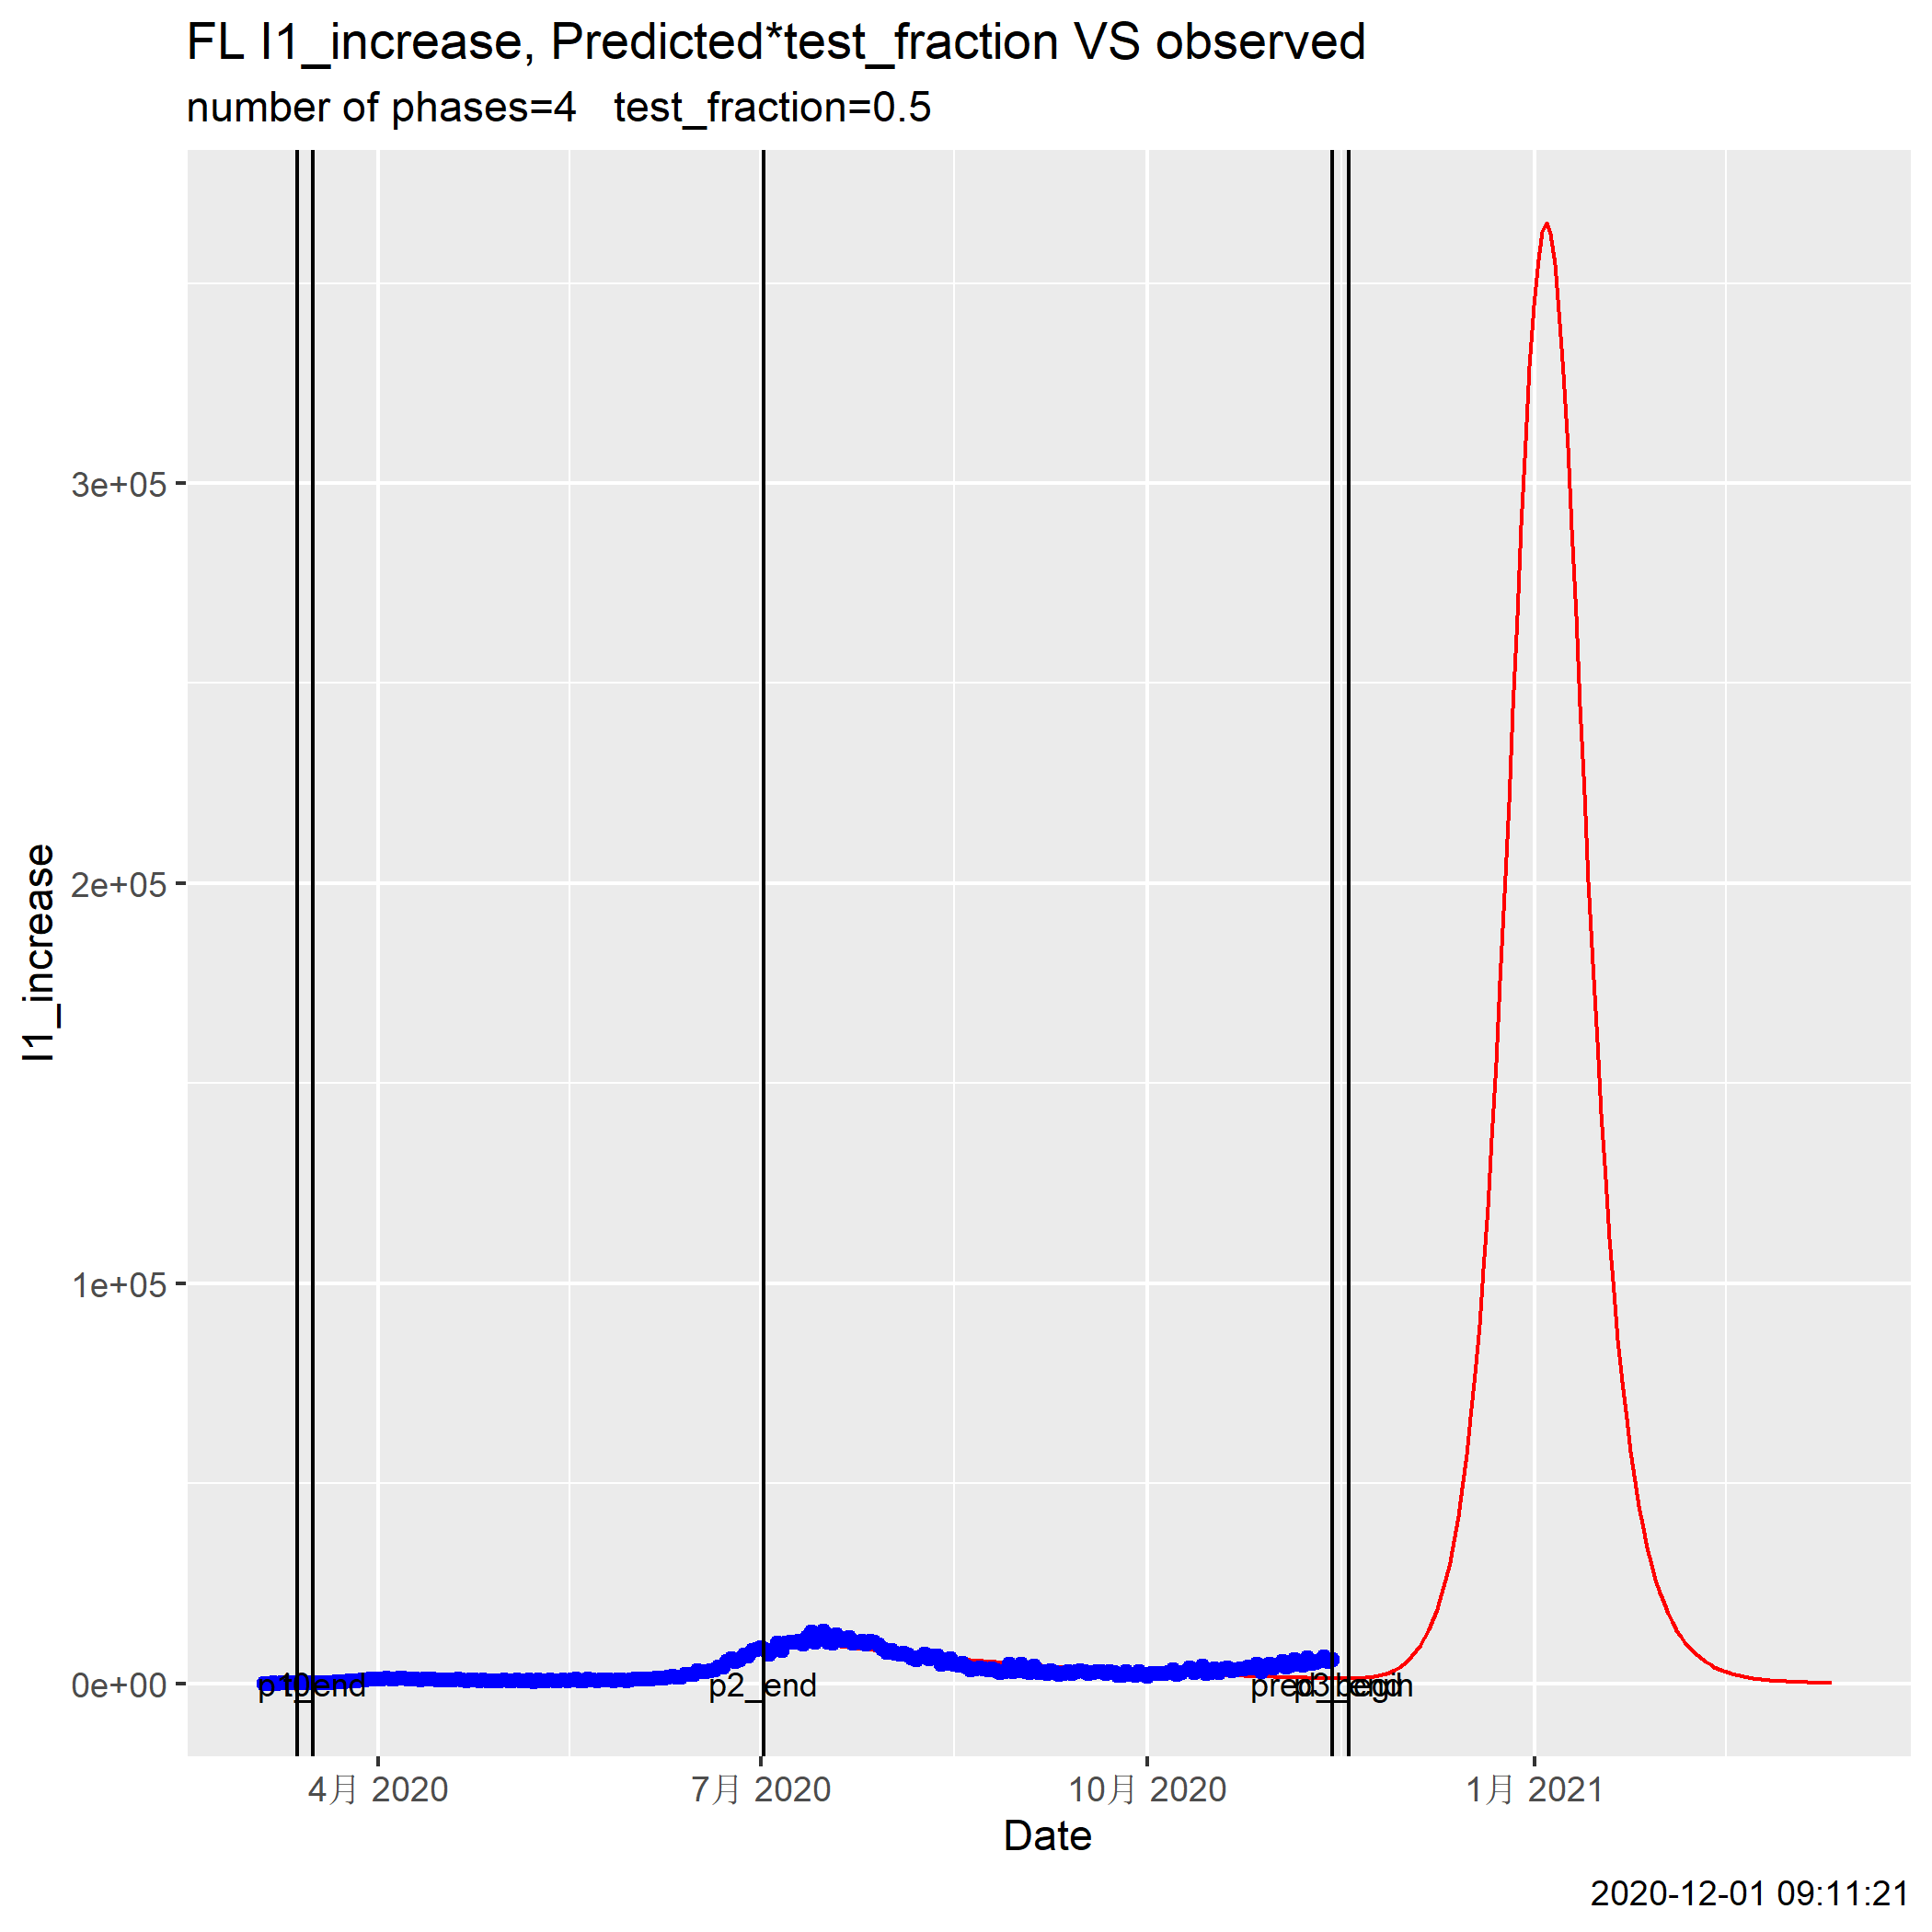 FL I1_increase, Predicted*test_fraction VS observed
number of phases=4   test_fraction=0.5
I1_increase
3e+05
2e+05
1e+05
0e+00
p2_end
4月 2020
7月 2020
10月 2020
1月 2021
Date
2020-12-01 09:11:21